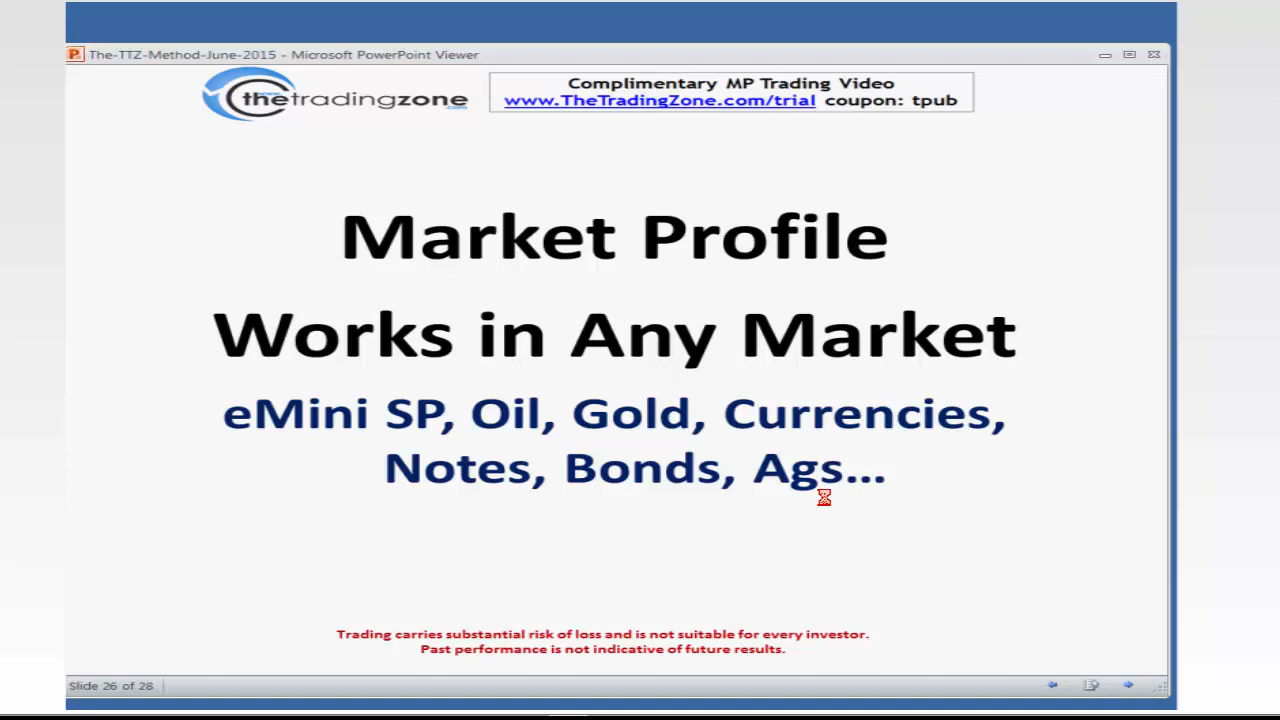 The-TTZ-Method-June-2015 - Microsoft PowerPoint Viewer
thetradingzone
.com
Complimentary MP Trading Video
www.TheTradingZone.com/trial coupon: tpub
Market Profile
Works in Any Market
eMini SP, Oil, Gold, Currencies,
Notes, Bonds, Ags...
Trading carries substantial risk of loss and is not suitable for every investor.
Past performance is not indicative of future results.
Slide 26 of 28